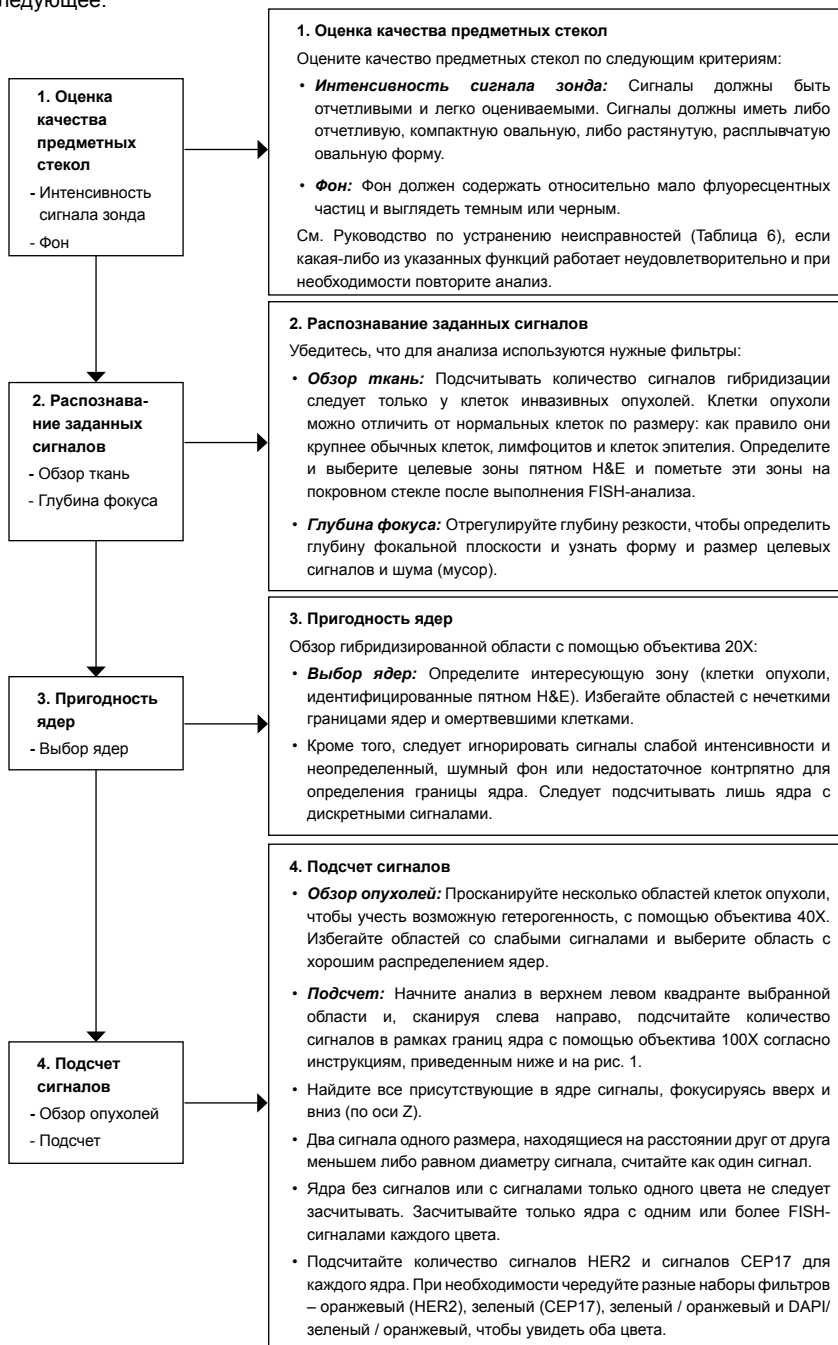 ледующее:
1. Оценка
качества
предметных
стекол
- Интенсивность
сигнала зонда
- Фон
1. Оценка качества предметных стекол
Оцените качество предметных стекол по следующим критериям:
• Интенсивность сигнала зонда: Сигналы должны быть
отчетливыми и легко оцениваемыми. Сигналы должны иметь либо
отчетливую, компактную овальную, либо растянутую, расплывчатую
овальную форму.
• Фон: Фон должен содержать относительно мало флуоресцентных
частиц и выглядеть темным или черным.
См. Руководство по устранению неисправностей (Таблица 6), если
какая-либо из указанных функций работает неудовлетворительно и при
необходимости повторите анализ.
2. Распознава-
ние заданных
сигналов
- Обзор ткань
- Глубина фокуса
2. Распознавание заданных сигналов
Убедитесь, что для анализа используются нужные фильтры:
• Обзор ткань: Подсчитывать количество сигналов гибридизации
следует только у клеток инвазивных опухолей. Клетки опухоли
можно отличить от нормальных клеток по размеру: как правило они
крупнее обычных клеток, лимфоцитов и клеток эпителия. Определите
и выберите целевые зоны пятном H&E и пометьте эти зоны на
покровном стекле после выполнения FISH-анализа.
• Глубина фокуса: Отрегулируйте глубину резкости, чтобы определить
глубину фокальной плоскости и узнать форму и размер целевых
сигналов и шума (мусор).
3. Пригодность
ядер
- Выбор ядер
3. Пригодность ядер
Обзор гибридизированной области с помощью объектива 20X:
• Выбор ядер: Определите интересующую зону (клетки опухоли,
идентифицированные пятном H&E). Избегайте областей с нечеткими
границами ядер и омертвевшими клетками.
• Кроме того, следует игнорировать сигналы слабой интенсивности и
неопределенный, шумный фон или недостаточное контрпятно для
определения границы ядра. Следует подсчитывать лишь ядра с
дискретными сигналами.
4. Подсчет
сигналов
- Обзор опухолей
- Подсчет
4. Подсчет сигналов
• Обзор опухолей: Просканируйте несколько областей клеток опухоли,
чтобы учесть возможную гетерогенность, с помощью объектива 40X.
Избегайте областей со слабыми сигналами и выберите область с
хорошим распределением ядер.
• Подсчет: Начните анализ в верхнем левом квадранте выбранной
области и, сканируя слева направо, подсчитайте количество
сигналов в рамках границ ядра с помощью объектива 100X согласно
инструкциям, приведенным ниже и на рис. 1.
• Найдите все присутствующие в ядре сигналы, фокусируясь вверх и
вниз (по оси Z).
• Два сигнала одного размера, находящиеся на расстоянии друг от друга
меньшем либо равном диаметру сигнала, считайте как один сигнал.
• Ядра без сигналов или с сигналами только одного цвета не следует
засчитывать. Засчитывайте только ядра с одним или более FISH-
сигналами каждого цвета.
• Подсчитайте количество сигналов HER2 и сигналов CEP17 для
каждого ядра. При необходимости чередуйте разные наборы фильтров
– оранжевый (HER2), зеленый (CEP17), зеленый / оранжевый и DAPI/
зеленый / оранжевый, чтобы увидеть оба цвета.